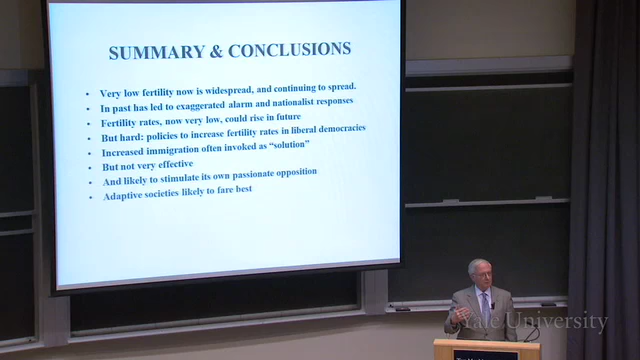 SUMMARY & CONCLUSIONS
• Very low fertility now is widespread, and continuing to spread.
• In past has led to exaggerated alarm and nationalist responses
• Fertility rates, now very low, could rise in future
• But hard: policies to increase fertility rates in liberal democracies
• Increased immigration often invoked as “solution”
• But not very effective
• And likely to stimulate its own passionate opposition
• Adaptive societies likely to fare best
Yale University